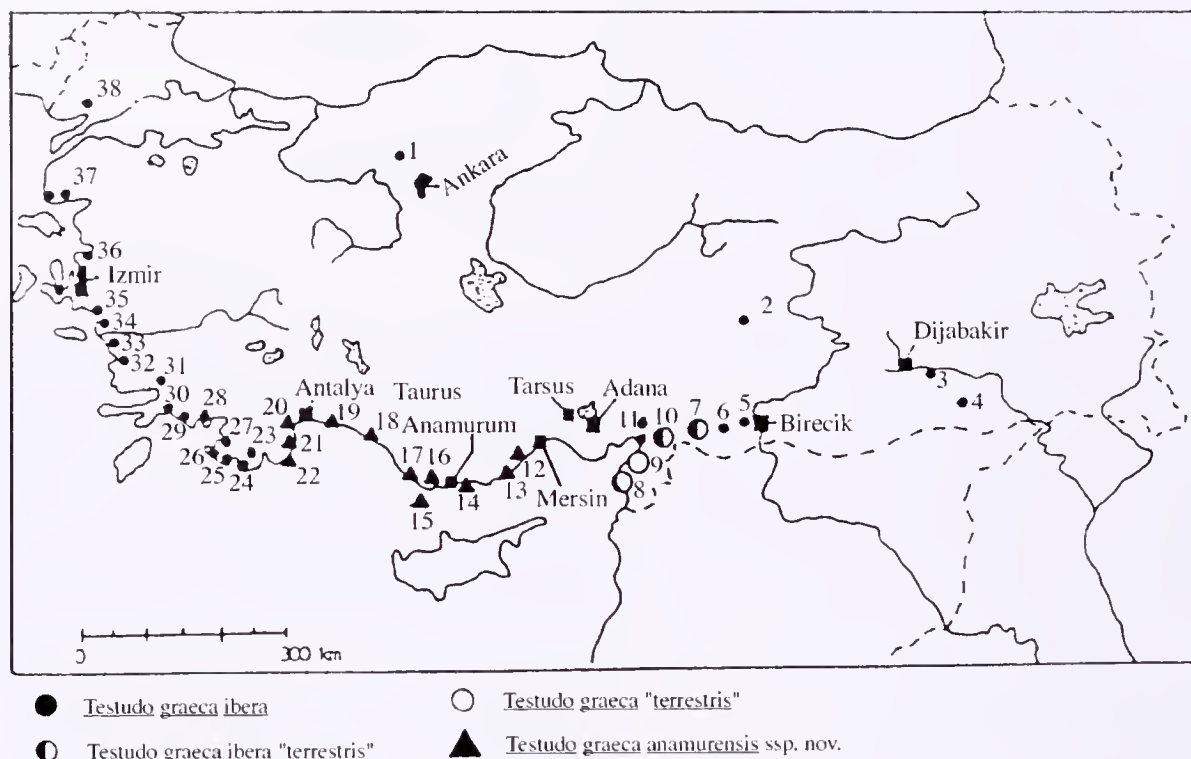 38
37
1
Ankara
36
Izmir
35
34
33
32
31
30
29
28
27
26
25
24
23
22
21
20
Antalya
19
Taurus
18
Anamurum
17
16
15
14
13
12
Mersin
Tarsus
Adana
11
10
9
8
7
6
5
Birecik
2
Dijabakir
3
4
0 300 km
Testudo graeca ibera
Testudo graeca "terrestris"
Testudo graeca ibera "terrestris"
Testudo graeca anamurensis ssp. nov.